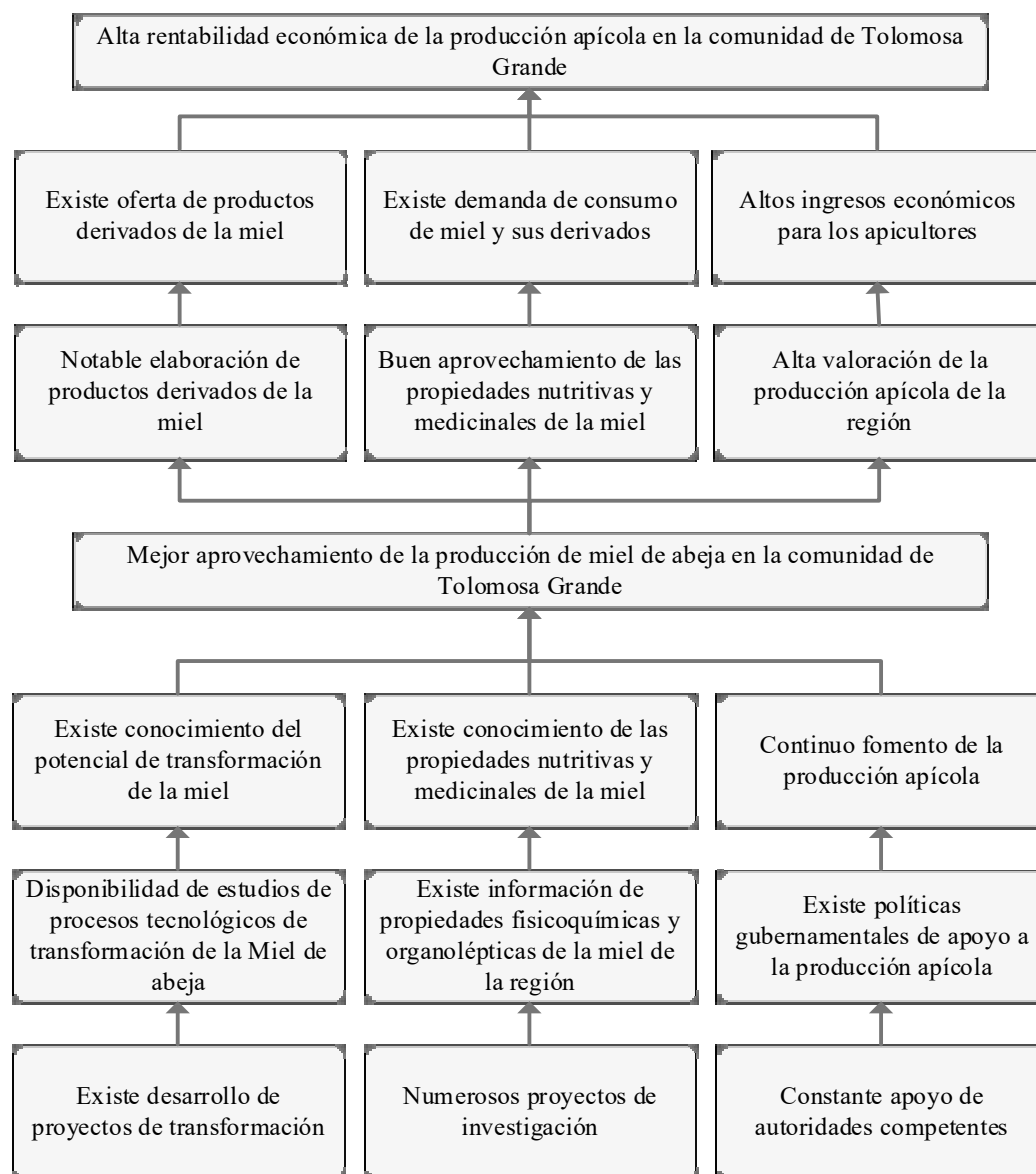 Alta rentabilidad económica de la producción apícola en la comunidad de Tolomosa
Grande
Existe oferta de productos
derivados de la miel
Existe demanda de consumo
de miel y sus derivados
Altos ingresos económicos
para los apicultores
Notable elaboración de
productos derivados de la
miel
Buen aprovechamiento de las
propiedades nutritivas y
medicinales de la miel
Alta valoración de la
producción apícola de la
región
Mejor aprovechamiento de la producción de miel de abeja en la comunidad de
Tolomosa Grande
Existe conocimiento del
potencial de transformación
de la miel
Existe conocimiento de las
propiedades nutritivas y
medicinales de la miel
Continuo fomento de la
producción apícola
Disponibilidad de estudios de
procesos tecnológicos de
transformación de la Miel de
abeja
Existe información de
propiedades fisicoquímicas y
organolépticas de la miel de
la región
Existe políticas
gubernamentales de apoyo a
la producción apícola
Existe desarrollo de
proyectos de transformación
Numerosos proyectos de
investigación
Constante apoyo de
autoridades competentes